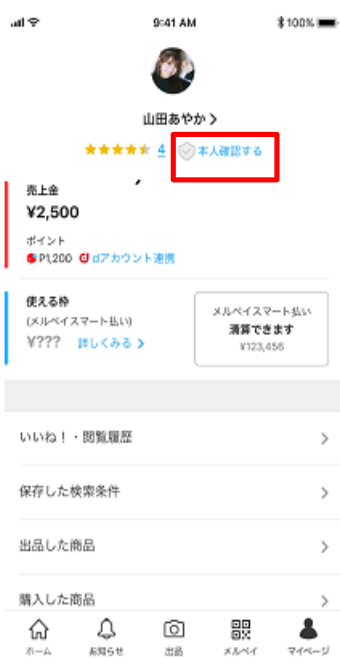 9:41 AM 100%
山田あやか
4 本人確認する
売上金
¥2,500
ポイント
P1,200 dアカウント連携
使える枠
(メルペイスマート払い)
¥??? 詳しくみる
メルペイスマート払い
清算できます
¥123,456
いいね！・閲覧履歴
保存した検索条件
出品した商品
購入した商品
ホーム お知らせ 出品 メルペイ マイページ